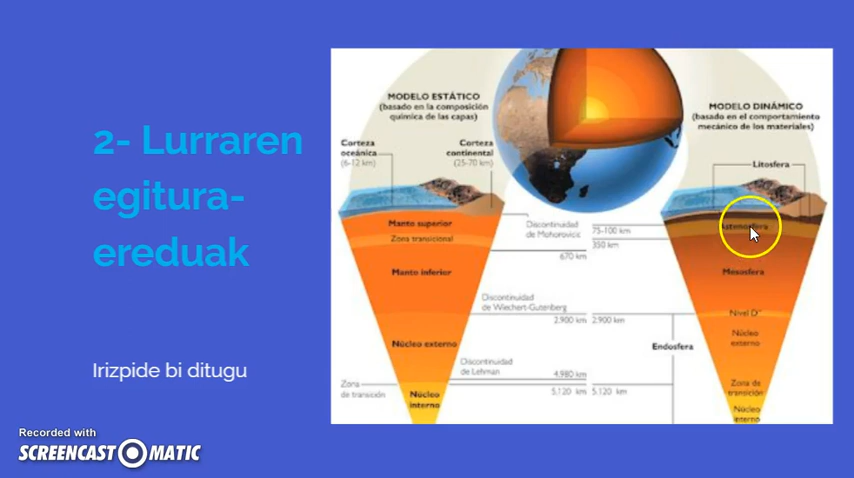 2- Lurraren
egitura-
ereduak
Irizpide bi ditugu
MODELO ESTÁTICO
(basado en la composición
química de las capas)
Corteza
oceánica
(6-12 km)
Corteza
continental
(25-70 km)
Manto superior
Zona transicional
Manto inferior
Núcleo externo
Zona
de transición
Núcleo
interno
Discontinuidad
de Mohorovicic
670 km
Discontinuidad
de Wiechert-Gutenberg
2.900 km
Discontinuidad
de Lehman
4.980 km
5.120 km
75-100 km
350 km
2.900 km
Endosfera
5.120 km
MODELO DINÁMICO
(basado en el comportamiento
mecánico de los materiales)
Litosfera
Astenosfera
Mesosfera
Nivel D"
Núcleo
externo
Zona de
transición
Núcleo
interno
Recorded with
SCREENCAST MATIC